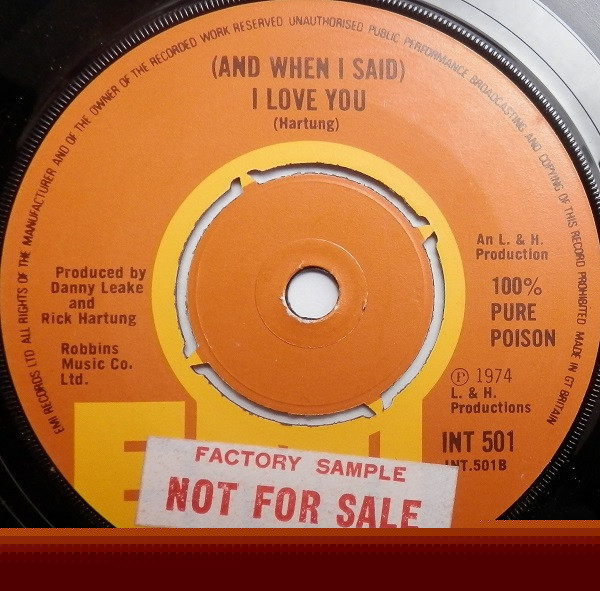 EMI RECORDS LTD ALL RIGHTS OF THE MANUFACTURER AND OF THE OWNER OF THE RECORDED WORK RESERVED UNAUTHORISED PUBLIC PERFORMANCE BROADCASTING AND COPYING OF THIS RECORD PROHIBITED MADE IN GT BRITAIN
(AND WHEN I SAID)
I LOVE YOU
(Hartung)
Produced by
Danny Leake
and
Rick Hartung
Robbins
Music Co.
Ltd.
An L. & H.
Production
100%
PURE
POISON
℗ 1974
L. & H.
Productions
INT 501
INT.501B
EMI
FACTORY SAMPLE
NOT FOR SALE